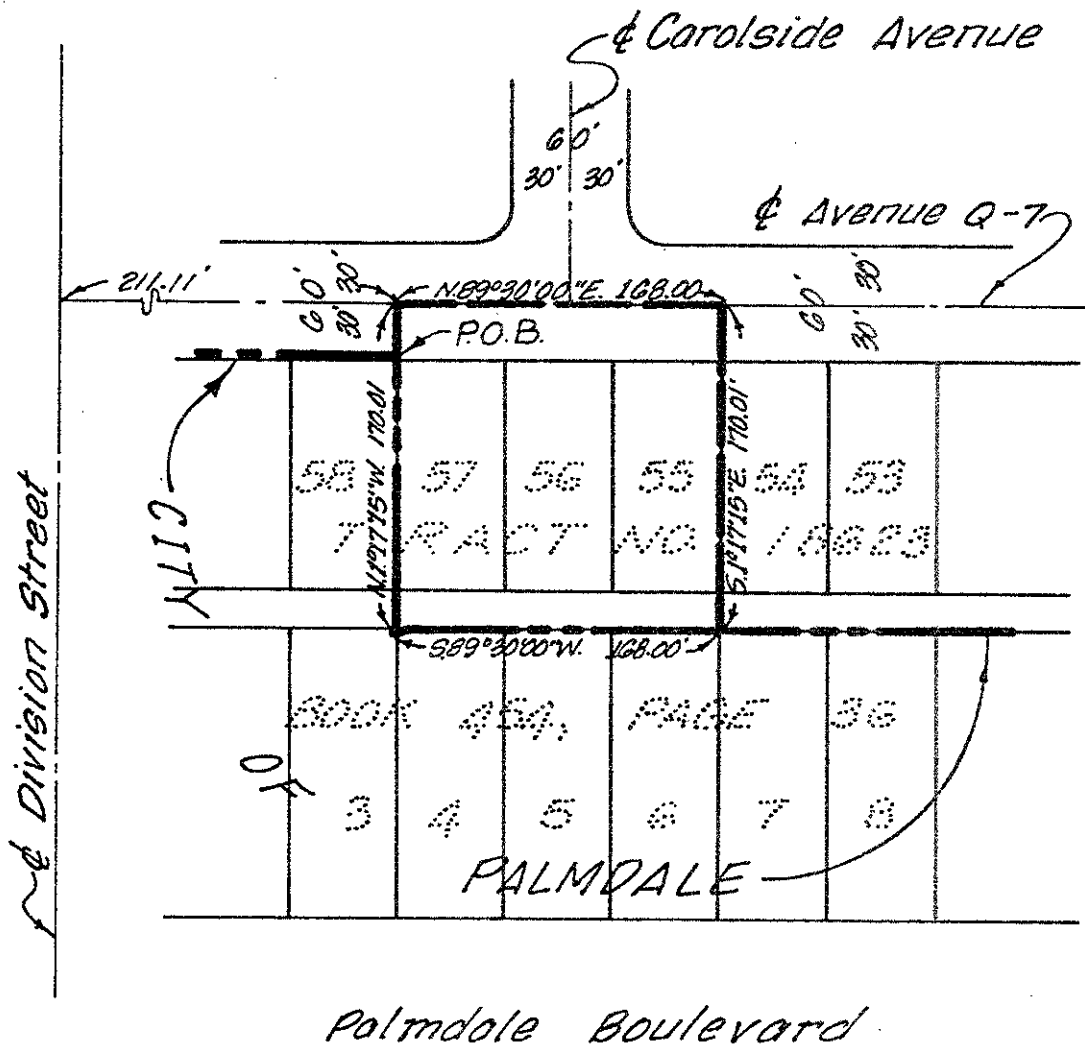 ℄ Carolside Avenue
60'
30' 30'
℄ Avenue Q-7
211.11'
60'
30' 30'
N.89°30'00"E. 168.00
60'
30' 30'
P.O.B.
N.1°17'15"W. 170.01
S.1°17'15"E. 170.01'
58 57 56 55 54 53
TRACT NO. 18623
CITY
S.89°30'00"W. 168.00'
℄ Division Street
BOOK 454, PAGE 36
OF
3 4 5 6 7 8
PALMDALE
Palmdale Boulevard